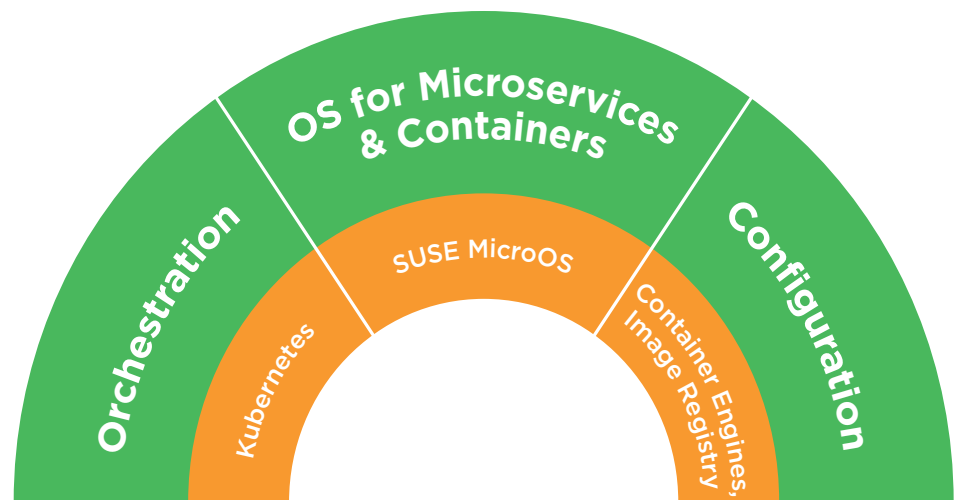 Orchestration
OS for Microservices
& Containers
Configuration
Kubernetes
SUSE MicroOS
Container Engines,
Image Registry